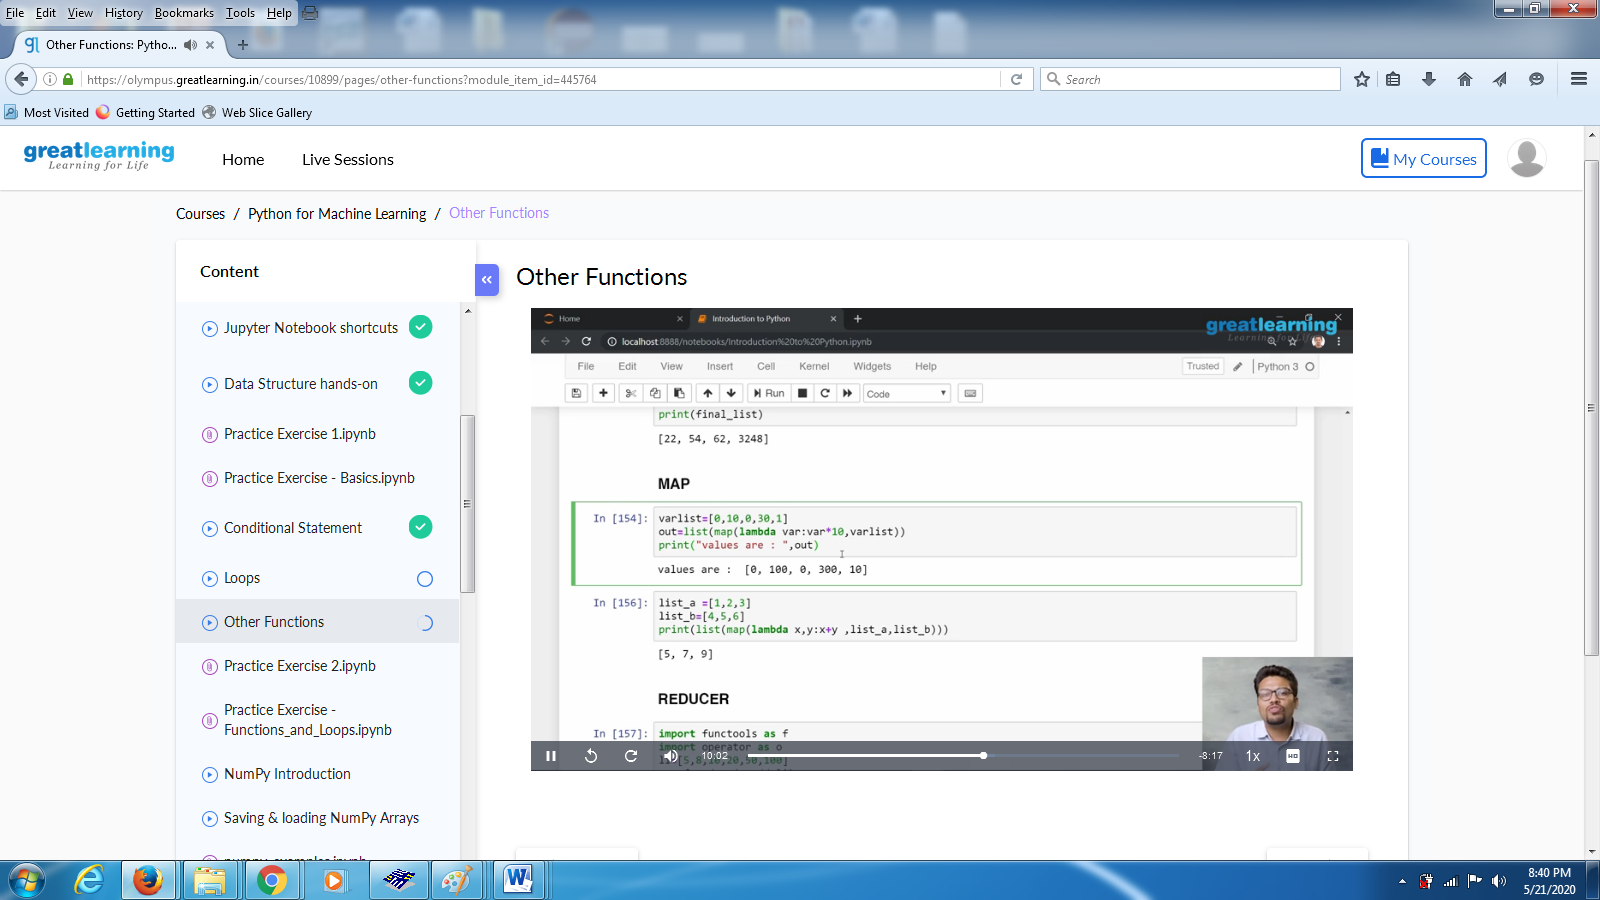 File Edit View History Bookmarks Tools Help
gl Other Functions: Pytho...
https://olympus.greatlearning.in/courses/10899/pages/other-functions?module_item_id=445764
Search
Most Visited Getting Started Web Slice Gallery
greatlearning
Learning for Life
Home Live Sessions
My Courses
Courses / Python for Machine Learning / Other Functions
Content
Jupyter Notebook shortcuts
Data Structure hands-on
Practice Exercise 1.ipynb
Practice Exercise - Basics.ipynb
Conditional Statement
Loops
Other Functions
Practice Exercise 2.ipynb
Practice Exercise -
Functions_and_Loops.ipynb
NumPy Introduction
Saving & loading NumPy Arrays
numpy_examples.ipynb
Other Functions
Home Introduction to Python
greatlearning
Learning for Life
localhost:8888/notebooks/Introduction%20to%20Python.ipynb
File Edit View Insert Cell Kernel Widgets Help
Trusted Python 3
Run Code
print(final_list)
[22, 54, 62, 3248]
MAP
In [154]: varlist=[0,10,0,30,1]
out=list(map(lambda var:var*10,varlist))
print("values are : ",out)
values are :  [0, 100, 0, 300, 10]
In [156]: list_a =[1,2,3]
list_b=[4,5,6]
print(list(map(lambda x,y:x+y ,list_a,list_b)))
[5, 7, 9]
REDUCER
In [157]: import functools as f
import operator as o
10:02 -8:17 1x HD
8:40 PM
5/21/2020